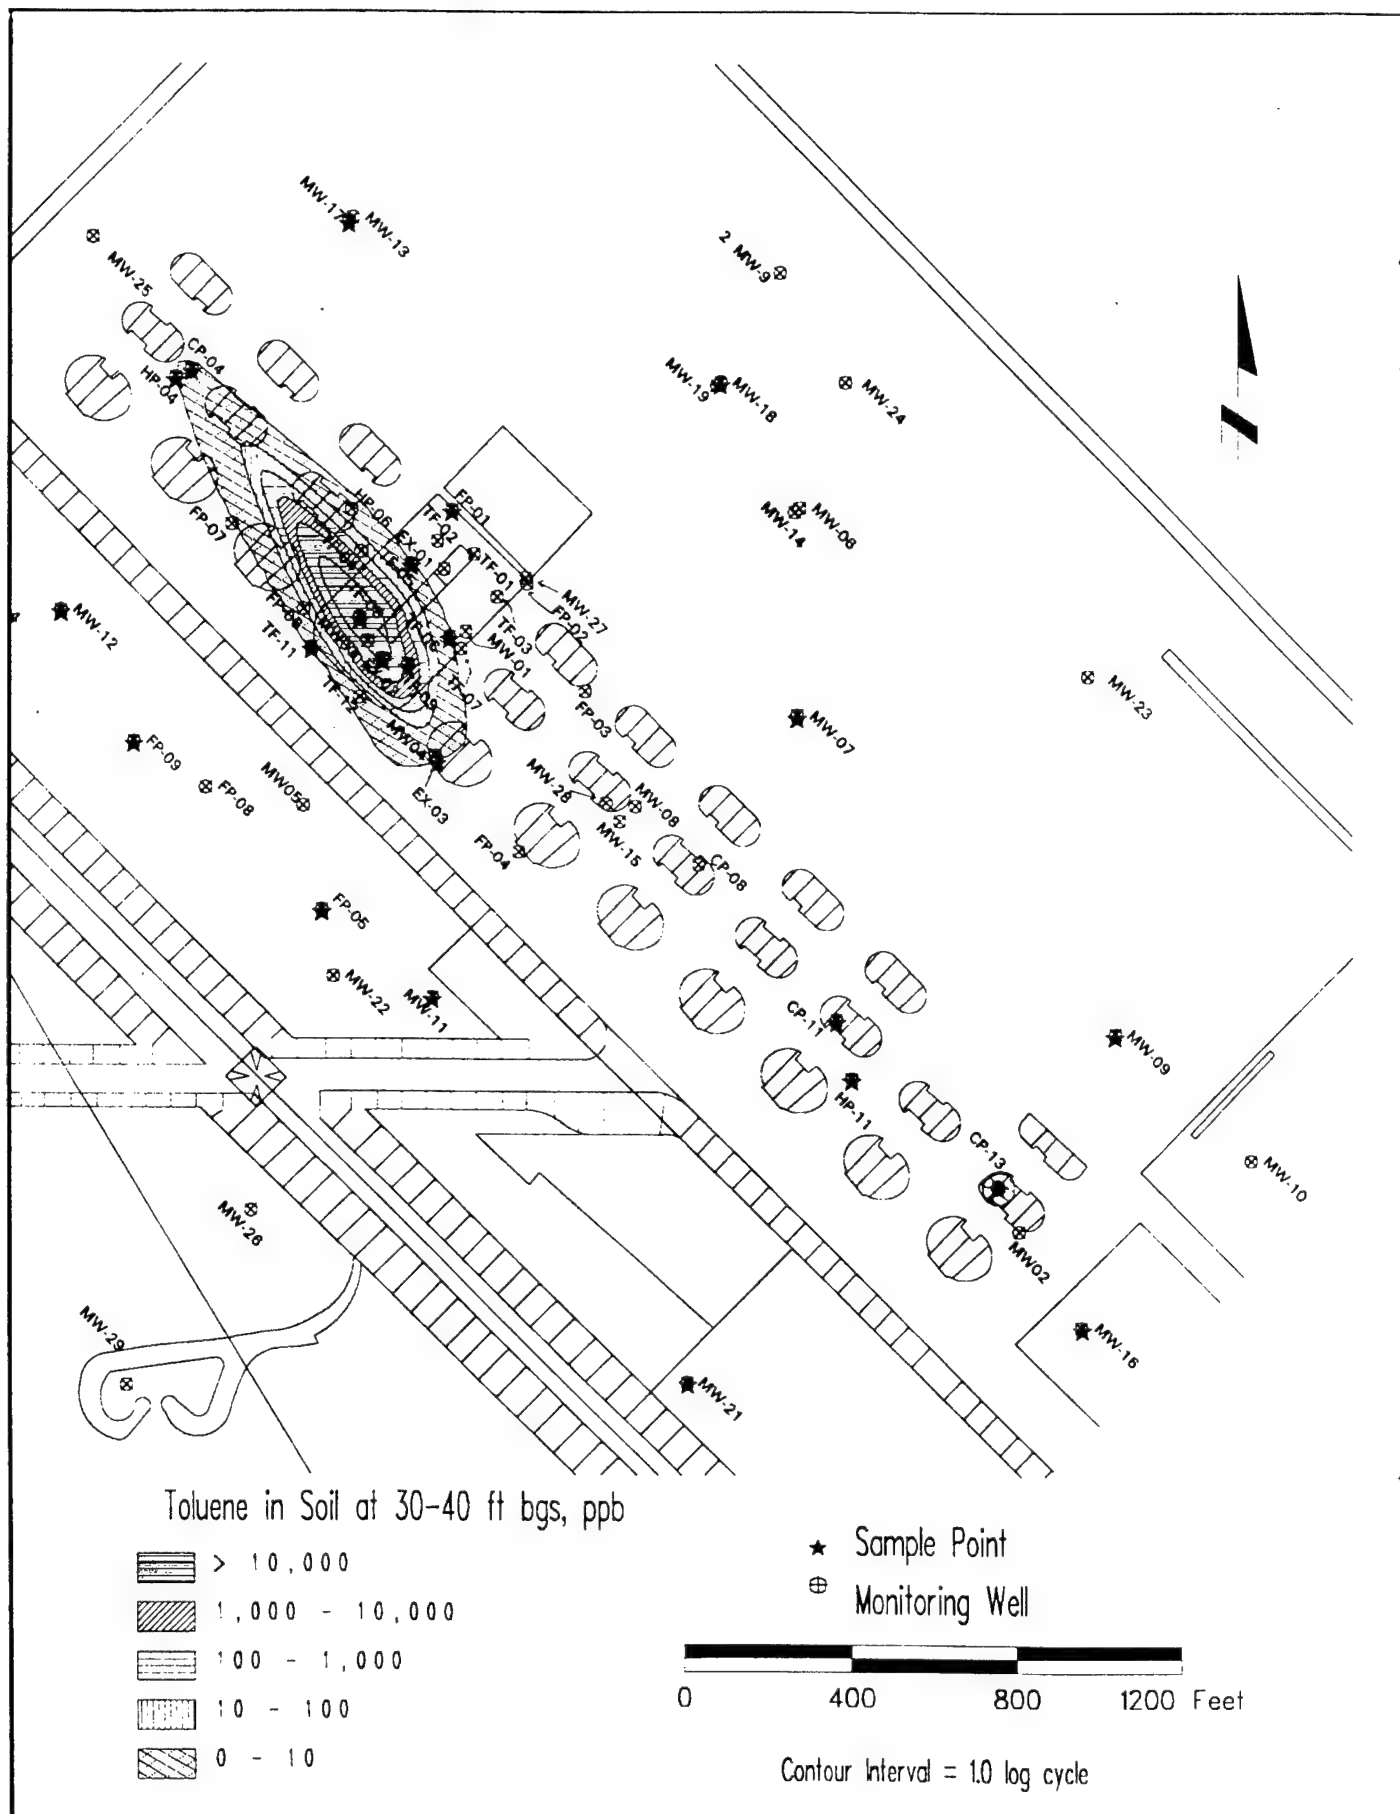 MW-17
MW-13
MW-25
2 MW-9
CP-04
HP-04
MW-19
MW-18
MW-24
HP-06
FP-01
TF-02
EX-01
TF-01
FP-07
MW-14
MW-06
MW-27
FP-02
TF-03
MW-01
MW-12
TF-11
TF-12
TF-07
FP-03
MW-23
MW-07
MW04
EX-03
FP-09
FP-08
MW05
MW-28
MW-08
MW-15
FP-04
CP-08
FP-05
MW-22
MW-11
CP-11
MW-09
HP-11
CP-13
MW-10
MW-26
MW02
MW-29
MW-16
MW-21
Toluene in Soil at 30-40 ft bgs, ppb
> 10,000
1,000 - 10,000
100 - 1,000
10 - 100
0 - 10
Sample Point
Monitoring Well
0 400 800 1200 Feet
Contour Interval = 1.0 log cycle